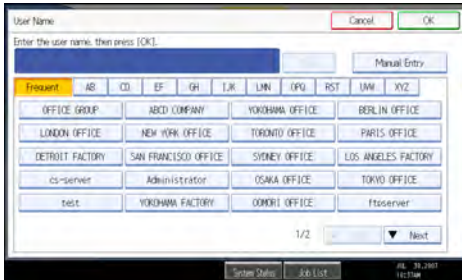 User Name
Cancel
OK
Enter the user name, then press [OK].
Manual Entry
Frequent AB CD EF GH IJK LMN OPQ RST UVW XYZ
OFFICE GROUP ABCD COMPANY YOKOHAMA OFFICE BERLIN OFFICE
LONDON OFFICE NEW YORK OFFICE TORONTO OFFICE PARIS OFFICE
DETROIT FACTORY SAN FRANCISCO OFFICE SYDNEY OFFICE LOS ANGELES FACTORY
cs-server Administrator OSAKA OFFICE TOKYO OFFICE
test YOKOHAMA FACTORY OOMORI OFFICE ftpserver
1/2 ▼ Next
System Status Job List